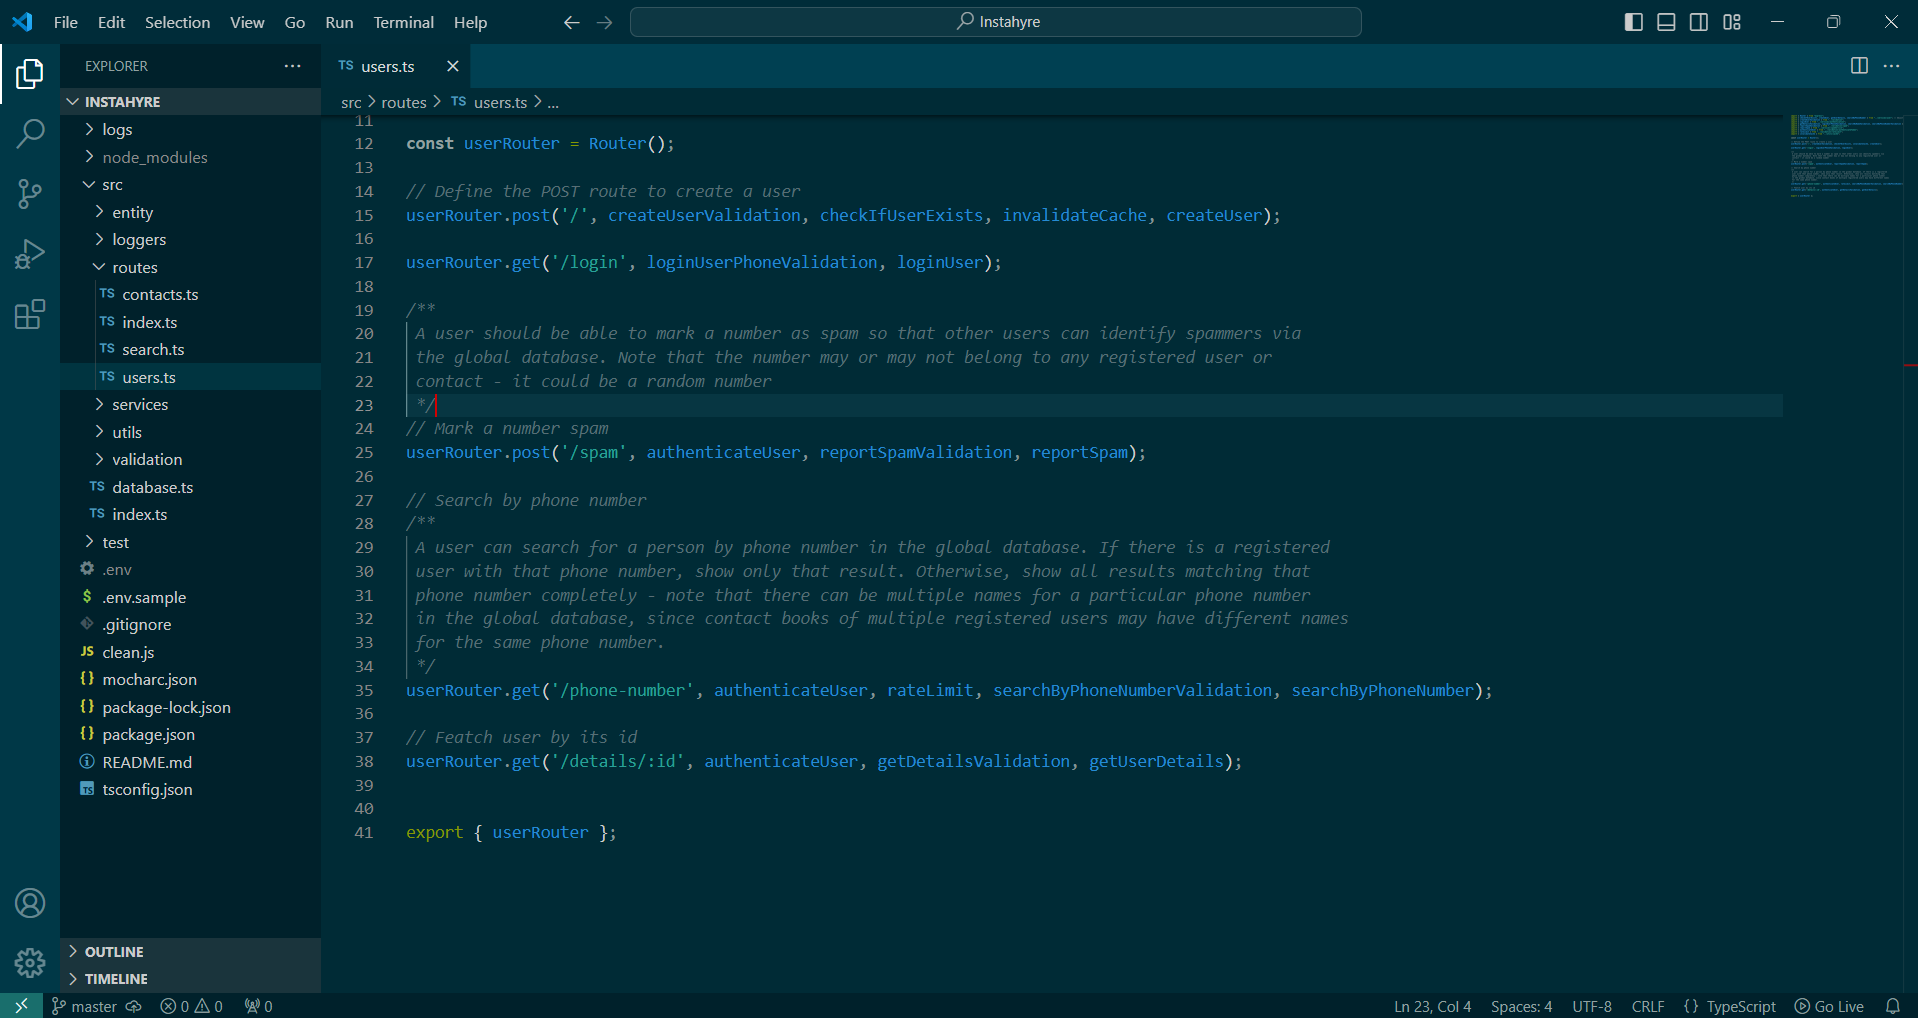 File Edit Selection View Go Run Terminal Help
Instahyre
EXPLORER
INSTAHYRE
logs
node_modules
src
entity
loggers
routes
TS contacts.ts
TS index.ts
TS search.ts
TS users.ts
services
utils
validation
TS database.ts
TS index.ts
test
.env
$ .env.sample
.gitignore
JS clean.js
{} mocharc.json
{} package-lock.json
{} package.json
README.md
TS tsconfig.json
OUTLINE
TIMELINE
TS users.ts
src > routes > TS users.ts > ...
11
12 const userRouter = Router();
13
14 // Define the POST route to create a user
15 userRouter.post('/', createUserValidation, checkIfUserExists, invalidateCache, createUser);
16
17 userRouter.get('/login', loginUserPhoneValidation, loginUser);
18
19 /**
20 A user should be able to mark a number as spam so that other users can identify spammers via
21 the global database. Note that the number may or may not belong to any registered user or
22 contact - it could be a random number
23 */
24 // Mark a number spam
25 userRouter.post('/spam', authenticateUser, reportSpamValidation, reportSpam);
26
27 // Search by phone number
28 /**
29 A user can search for a person by phone number in the global database. If there is a registered
30 user with that phone number, show only that result. Otherwise, show all results matching that
31 phone number completely - note that there can be multiple names for a particular phone number
32 in the global database, since contact books of multiple registered users may have different names
33 for the same phone number.
34 */
35 userRouter.get('/phone-number', authenticateUser, rateLimit, searchByPhoneNumberValidation, searchByPhoneNumber);
36
37 // Featch user by its id
38 userRouter.get('/details/:id', authenticateUser, getDetailsValidation, getUserDetails);
39
40
41 export { userRouter };
master 0 0 0
Ln 23, Col 4 Spaces: 4 UTF-8 CRLF {} TypeScript Go Live